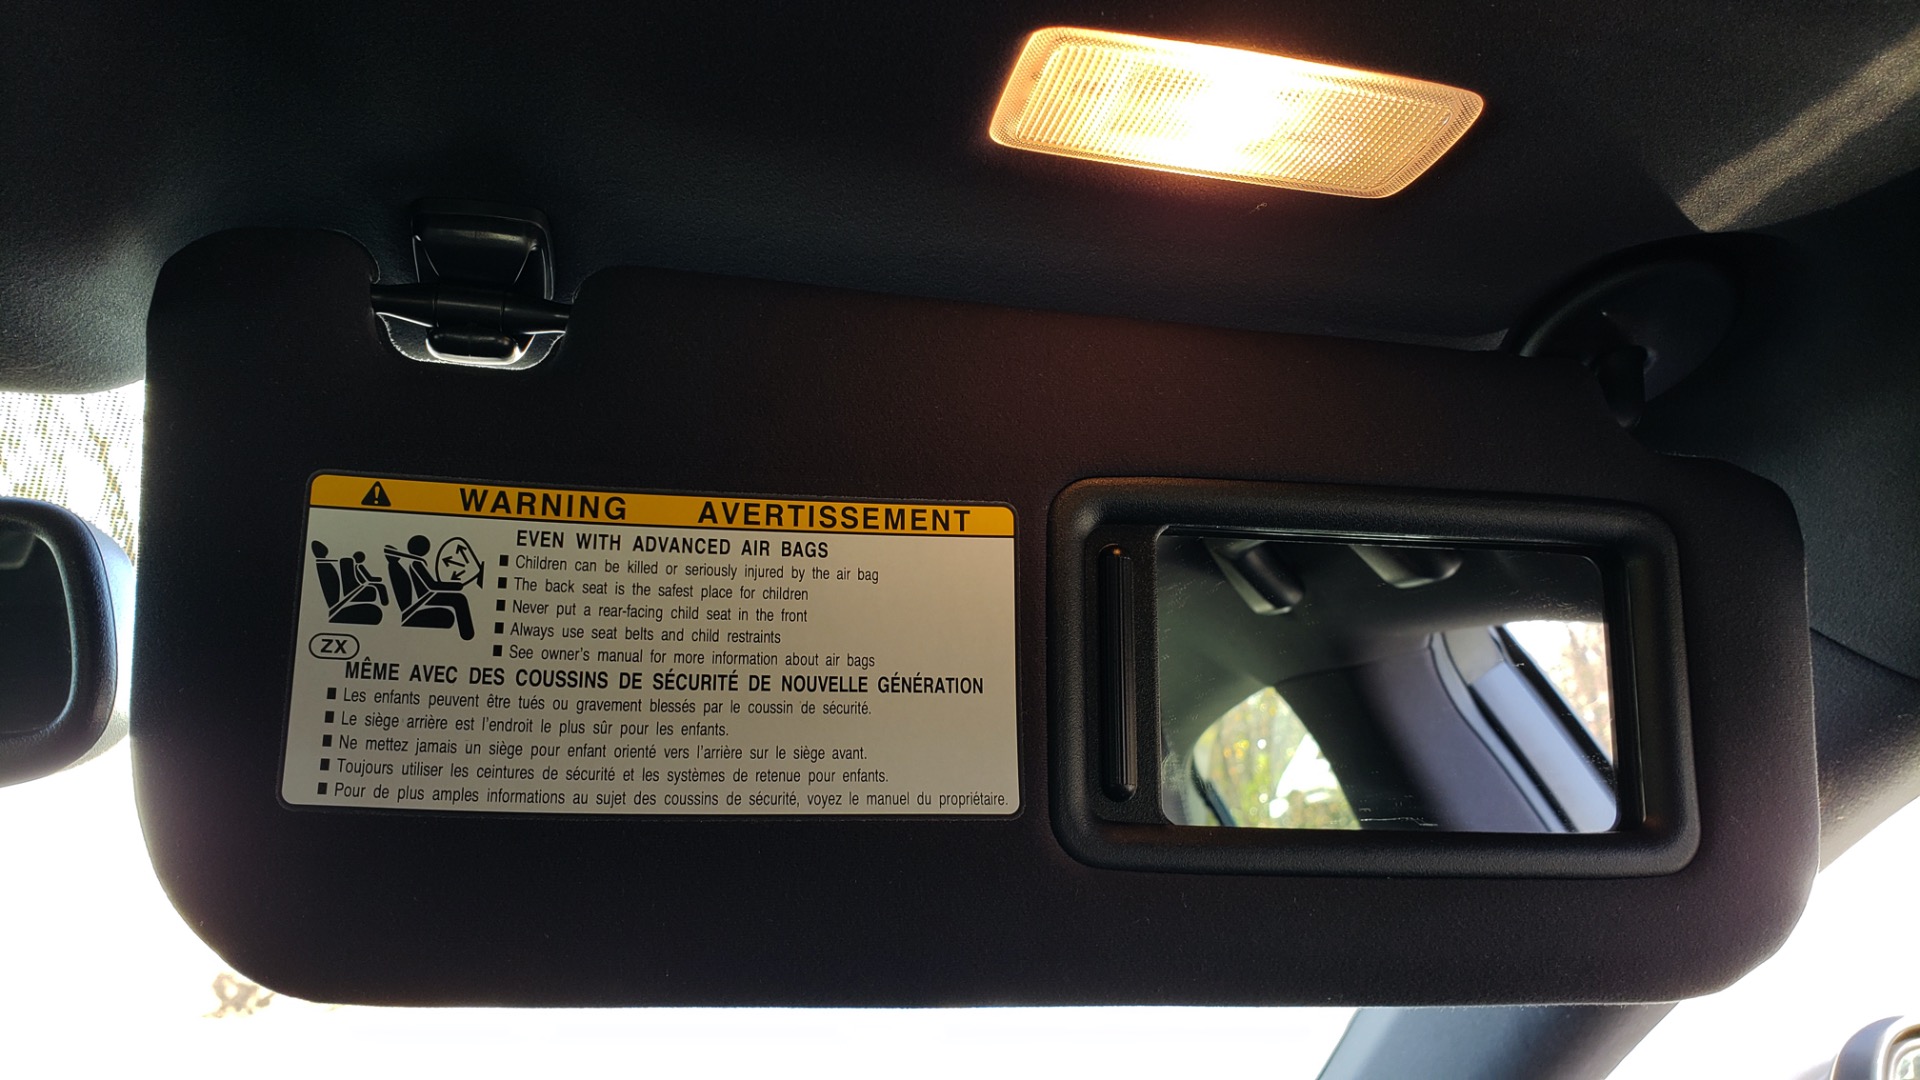 WARNING AVERTISSEMENT
EVEN WITH ADVANCED AIR BAGS
■ Children can be killed or seriously injured by the air bag
■ The back seat is the safest place for children
■ Never put a rear-facing child seat in the front
■ Always use seat belts and child restraints
■ See owner's manual for more information about air bags
ZX
MÊME AVEC DES COUSSINS DE SÉCURITÉ DE NOUVELLE GÉNÉRATION
■ Les enfants peuvent être tués ou gravement blessés par le coussin de sécurité.
■ Le siège arrière est l'endroit le plus sûr pour les enfants.
■ Ne mettez jamais un siège pour enfant orienté vers l'arrière sur le siège avant.
■ Toujours utiliser les ceintures de sécurité et les systèmes de retenue pour enfants.
■ Pour de plus amples informations au sujet des coussins de sécurité, voyez le manuel du propriétaire.